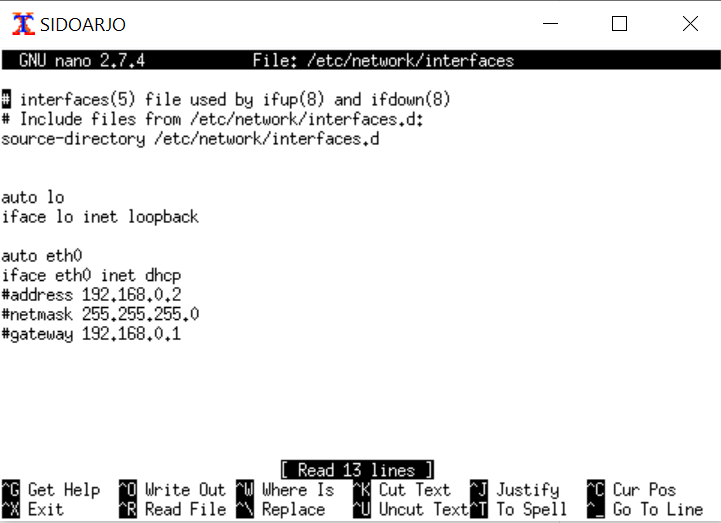 SIDOARJO
GNU nano 2.7.4 File: /etc/network/interfaces
# interfaces(5) file used by ifup(8) and ifdown(8)
# Include files from /etc/network/interfaces.d:
source-directory /etc/network/interfaces.d
auto lo
iface lo inet loopback
auto eth0
iface eth0 inet dhcp
#address 192.168.0.2
#netmask 255.255.255.0
#gateway 192.168.0.1
[ Read 13 lines ]
^G Get Help ^O Write Out ^W Where Is ^K Cut Text ^J Justify ^C Cur Pos
^X Exit ^R Read File ^\ Replace ^U Uncut Text ^T To Spell ^_ Go To Line